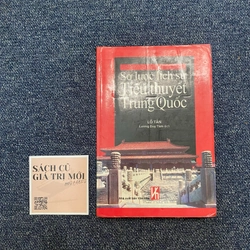 Sơ lược lịch sử
Tiểu thuyết
Trung Quốc
LỖ TẤN
SÁCH CŨ
GIÁ TRỊ MỚI